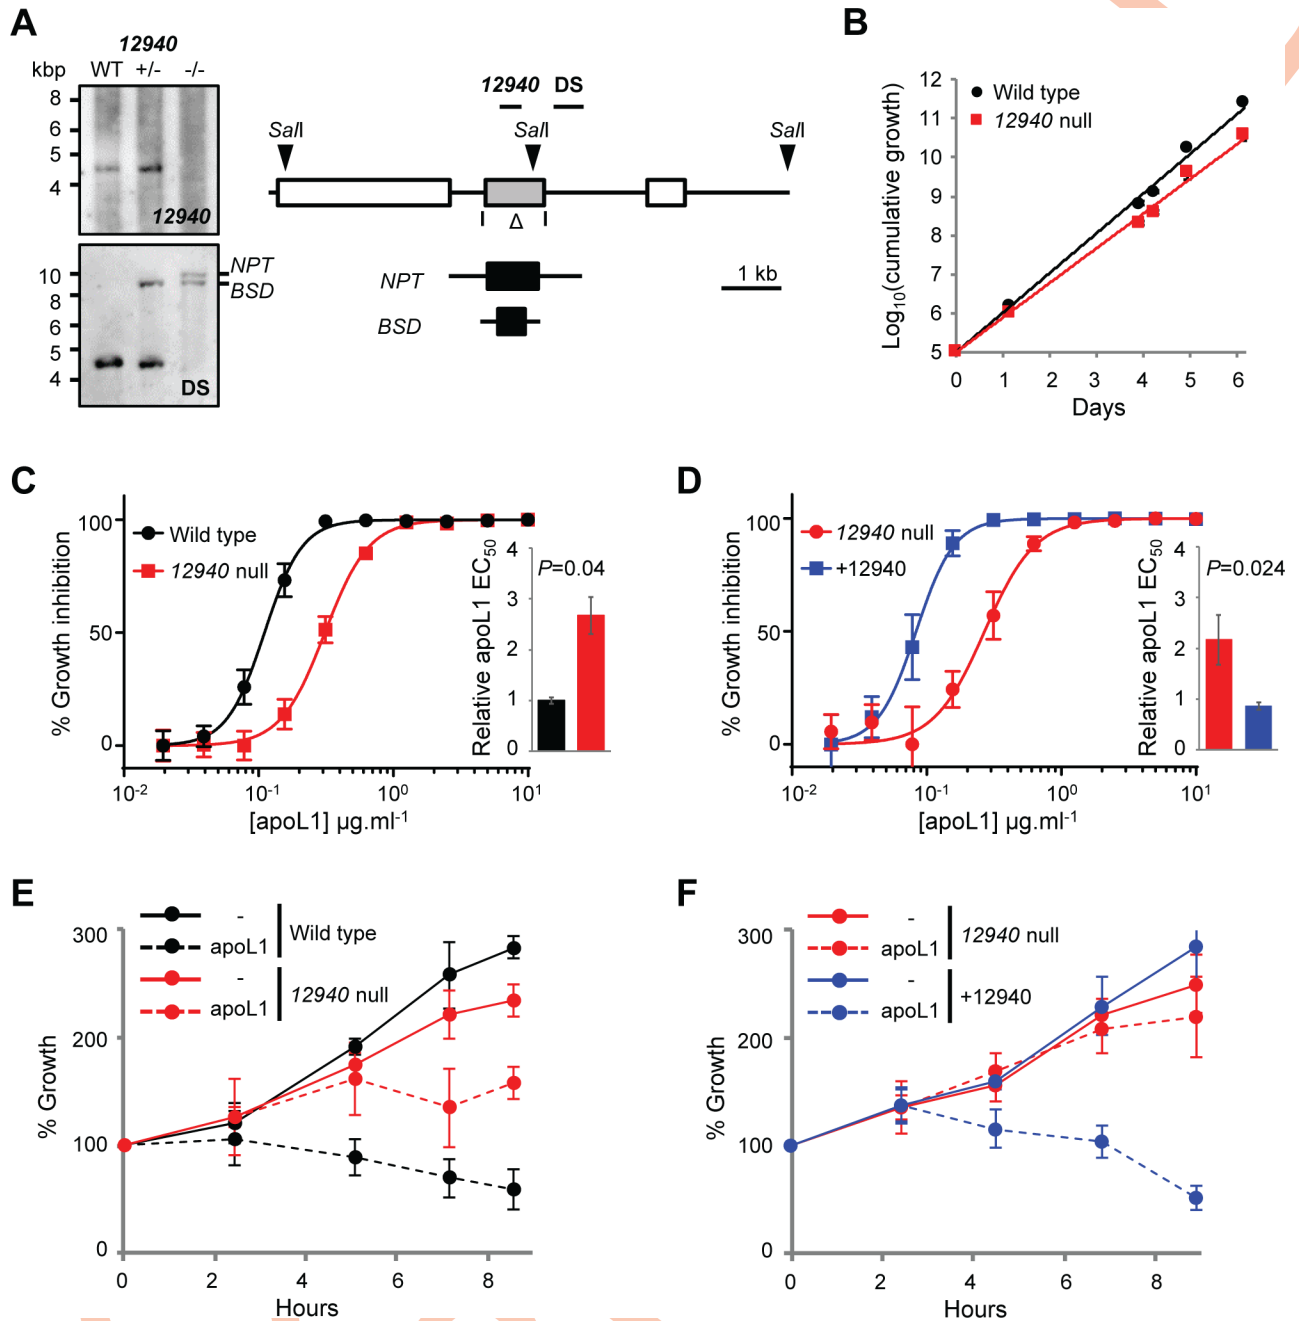 A
12940
kbp WT +/- -/-
8
6
5
4
12940
10
8
6
5
4
NPT
BSD
DS
12940 DS
SalI SalI SalI
Δ
NPT
BSD
1 kb
B
Log10(cumulative growth)
12
11
10
9
8
7
6
5
Wild type
12940 null
0 1 2 3 4 5 6
Days
C
% Growth inhibition
100
50
0
Wild type
12940 null
10-2 10-1 100 101
[apoL1] µg.ml-1
Relative apoL1 EC50
4
3
2
1
0
P=0.04
D
% Growth inhibition
100
50
0
12940 null
+12940
10-2 10-1 100 101
[apoL1] µg.ml-1
Relative apoL1 EC50
4
3
2
1
0
P=0.024
E
% Growth
300
200
100
0
-
apoL1
Wild type
-
apoL1
12940 null
0 2 4 6 8
Hours
F
% Growth
300
200
100
0
-
apoL1
12940 null
-
apoL1
+12940
0 2 4 6 8
Hours